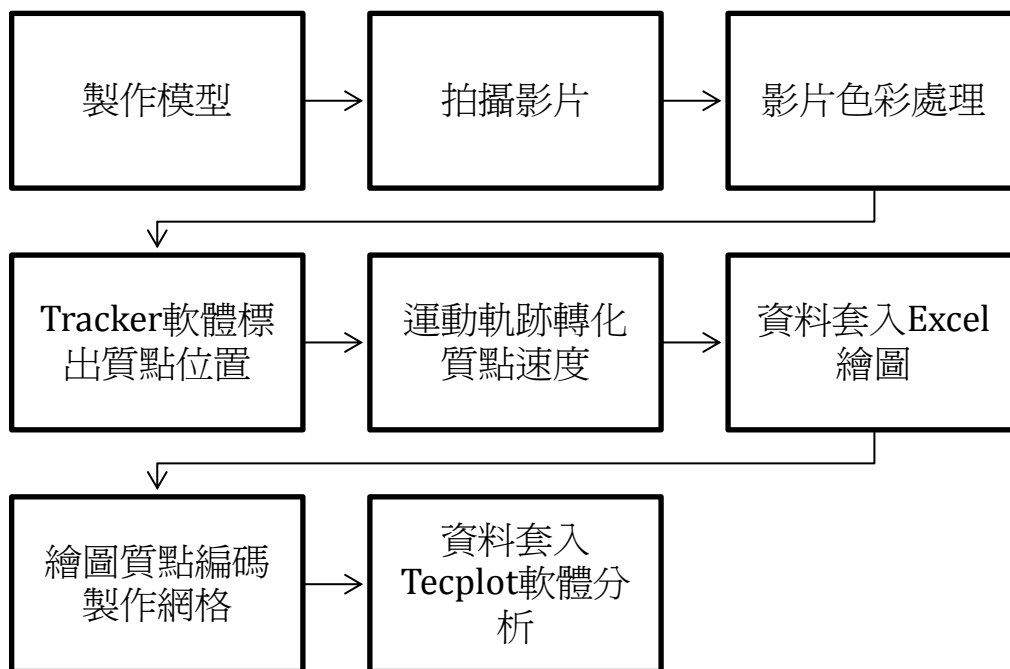 製作模型
拍攝影片
影片色彩處理
Tracker軟體標
出質點位置
運動軌跡轉化
質點速度
資料套入Excel
繪圖
繪圖質點編碼
製作網格
資料套入
Tecplot軟體分
析